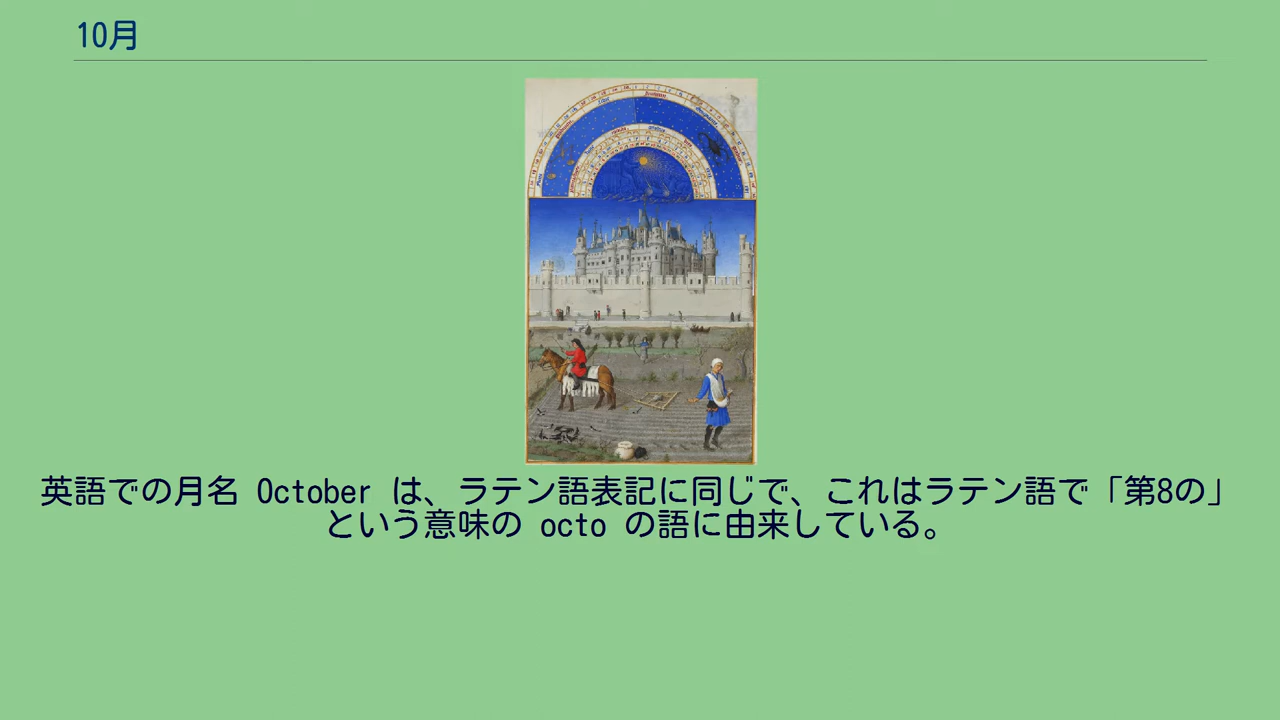 10月
英語での月名 October は、ラテン語表記に同じで、これはラテン語で「第8の」
という意味の octo の語に由来している。